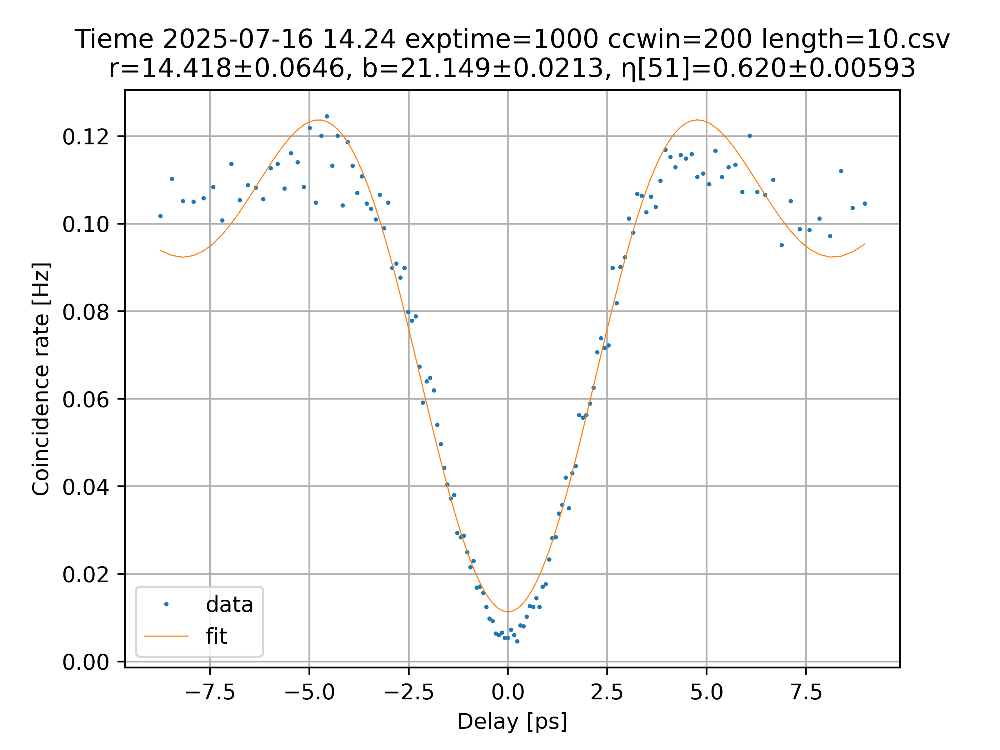 Tieme 2025-07-16 14.24 exptime=1000 ccwin=200 length=10.csv
r=14.418±0.0646, b=21.149±0.0213, η[51]=0.620±0.00593
0.12
0.10
0.08
0.06
0.04
0.02
0.00
Coincidence rate [Hz]
data
fit
−7.5 −5.0 −2.5 0.0 2.5 5.0 7.5
Delay [ps]